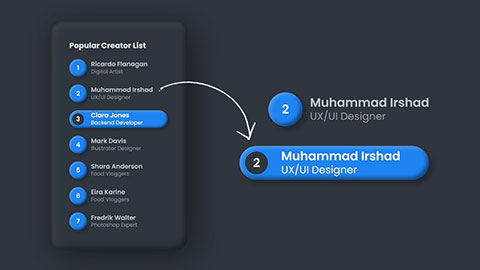 Popular Creator List
1
Ricardo Flanagan
Digital Artist
2
Muhammad Irshad
UX/UI Designer
3
Clara Jones
Backend Developer
4
Mark Davis
Illustrator Designer
5
Shara Anderson
Food Vloggers
6
Elra Karine
Food Vloggers
7
Fredrik Walter
Photoshop Expert
2
Muhammad Irshad
UX/UI Designer
2
Muhammad Irshad
UX/UI Designer